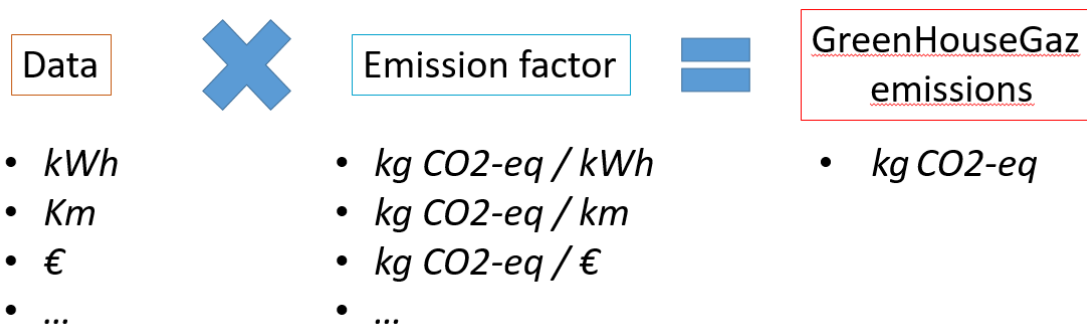 Data
Emission factor
GreenHouseGaz
emissions
• kWh
• Km
• €
• ...
• kg CO2-eq / kWh
• kg CO2-eq / km
• kg CO2-eq / €
• ...
• kg CO2-eq